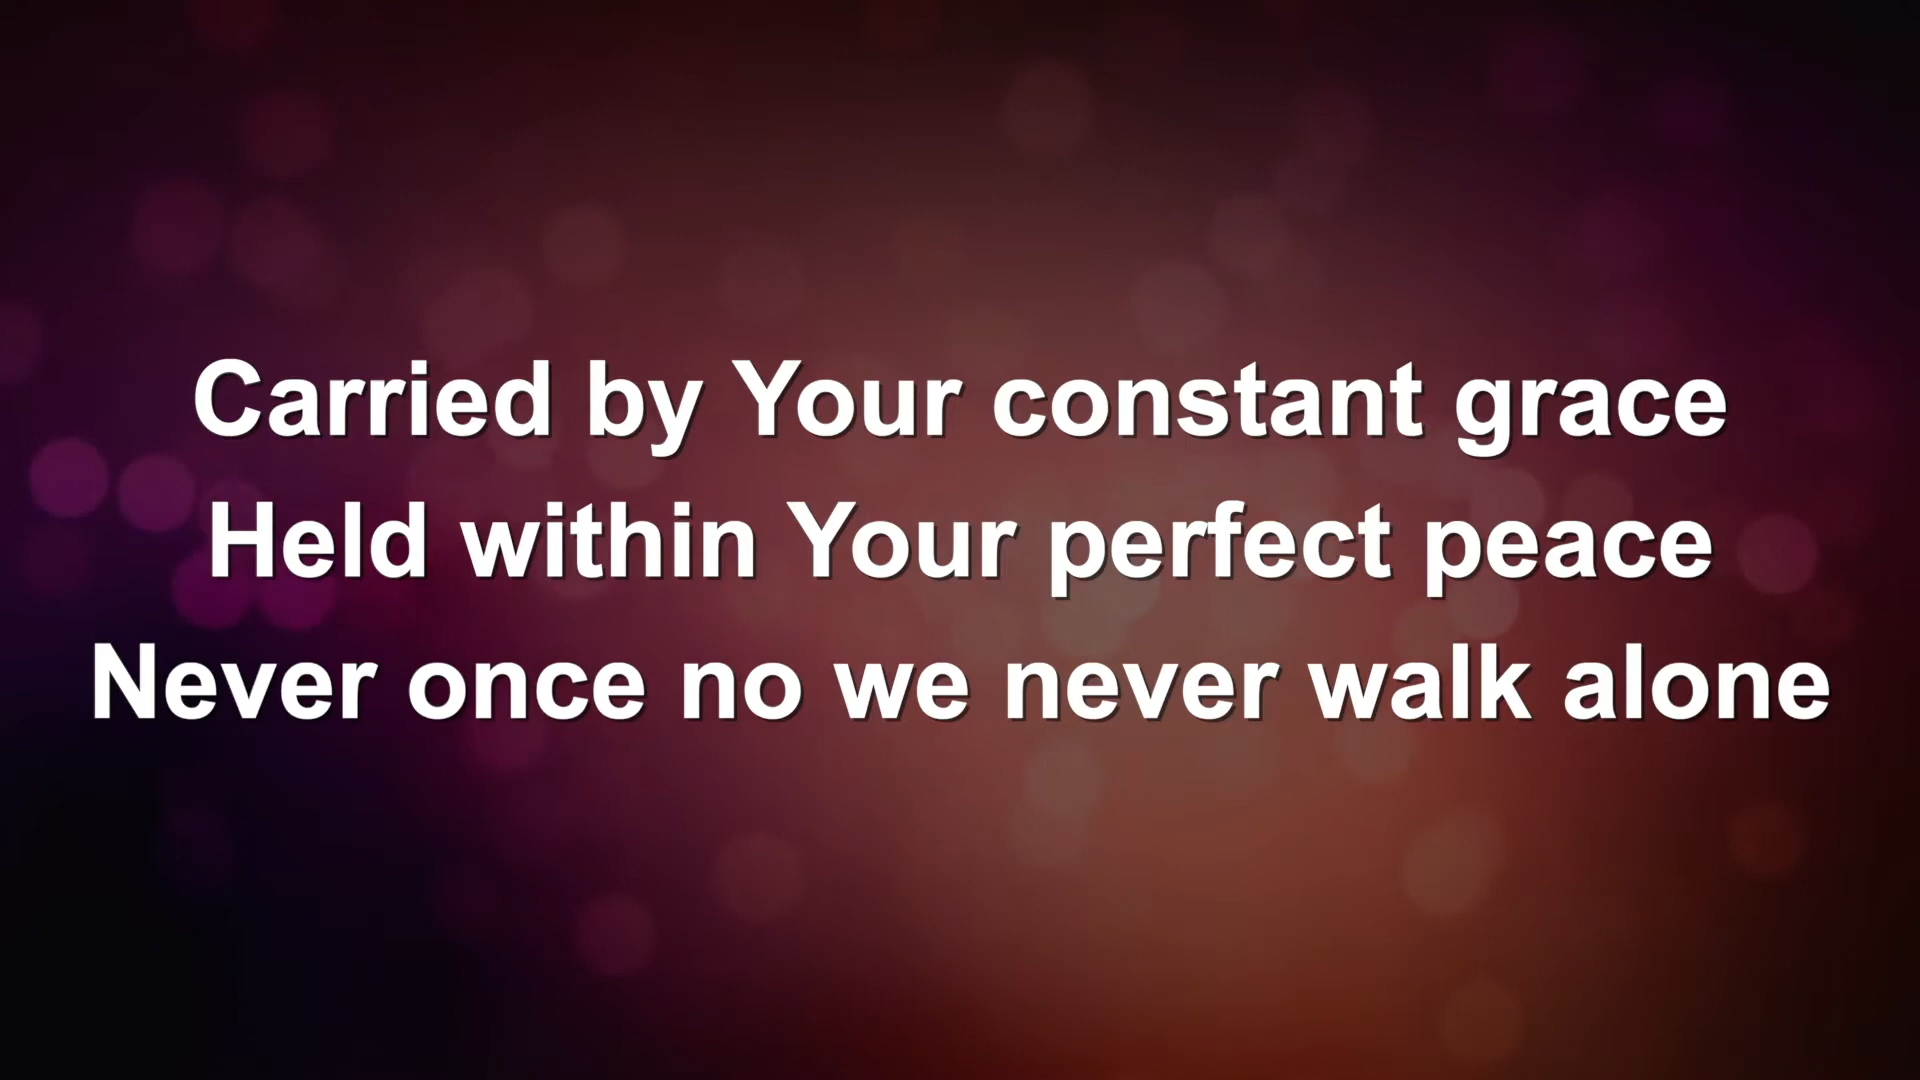 Carried by Your constant grace
Held within Your perfect peace
Never once no we never walk alone